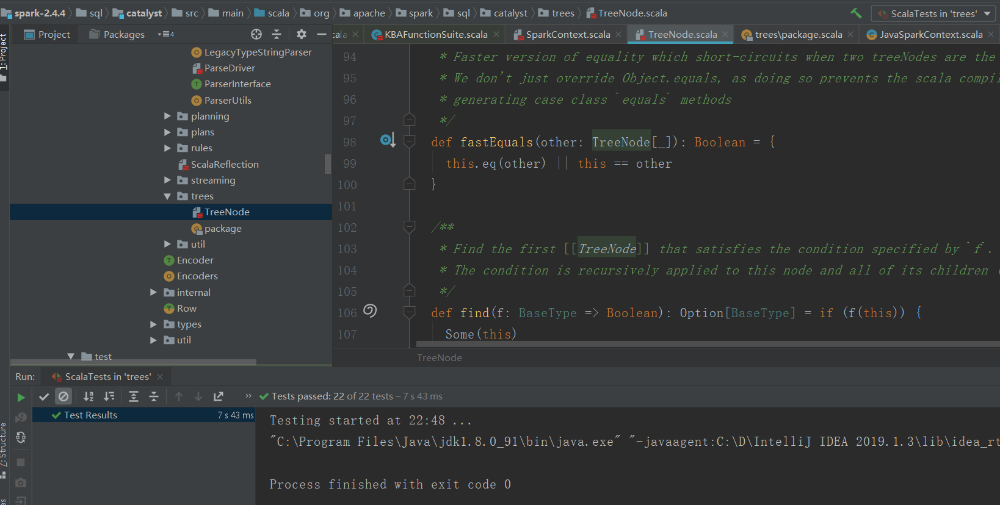 spark-2.4.4 sql catalyst src main scala org apache spark sql catalyst trees TreeNode.scala
ScalaTests in 'trees'
Project Packages 4
cala KBAFunctionSuite.scala SparkContext.scala TreeNode.scala trees\package.scala JavaSparkContext.scala
1: Project
LegacyTypeStringParser
ParseDriver
ParserInterface
ParserUtils
planning
plans
rules
ScalaReflection
streaming
trees
TreeNode
package
util
Encoder
Encoders
internal
Row
types
util
test
94 * Faster version of equality which short-circuits when two treeNodes are the
95 * We don't just override Object.equals, as doing so prevents the scala compil
96 * generating case class `equals` methods
97 */
98 def fastEquals(other: TreeNode[_]): Boolean = {
99 this.eq(other) || this == other
100 }
101
102 /**
103 * Find the first [[TreeNode]] that satisfies the condition specified by `f`.
104 * The condition is recursively applied to this node and all of its children (
105 */
106 def find(f: BaseType => Boolean): Option[BaseType] = if (f(this)) {
107 Some(this)
TreeNode
Run: ScalaTests in 'trees'
Tests passed: 22 of 22 tests – 7 s 43 ms
Test Results 7 s 43 ms
7: Structure
Testing started at 22:48 ...
"C:\Program Files\Java\jdk1.8.0_91\bin\java.exe" "-javaagent:C:\D\IntelliJ IDEA 2019.1.3\lib\idea_rt
Process finished with exit code 0